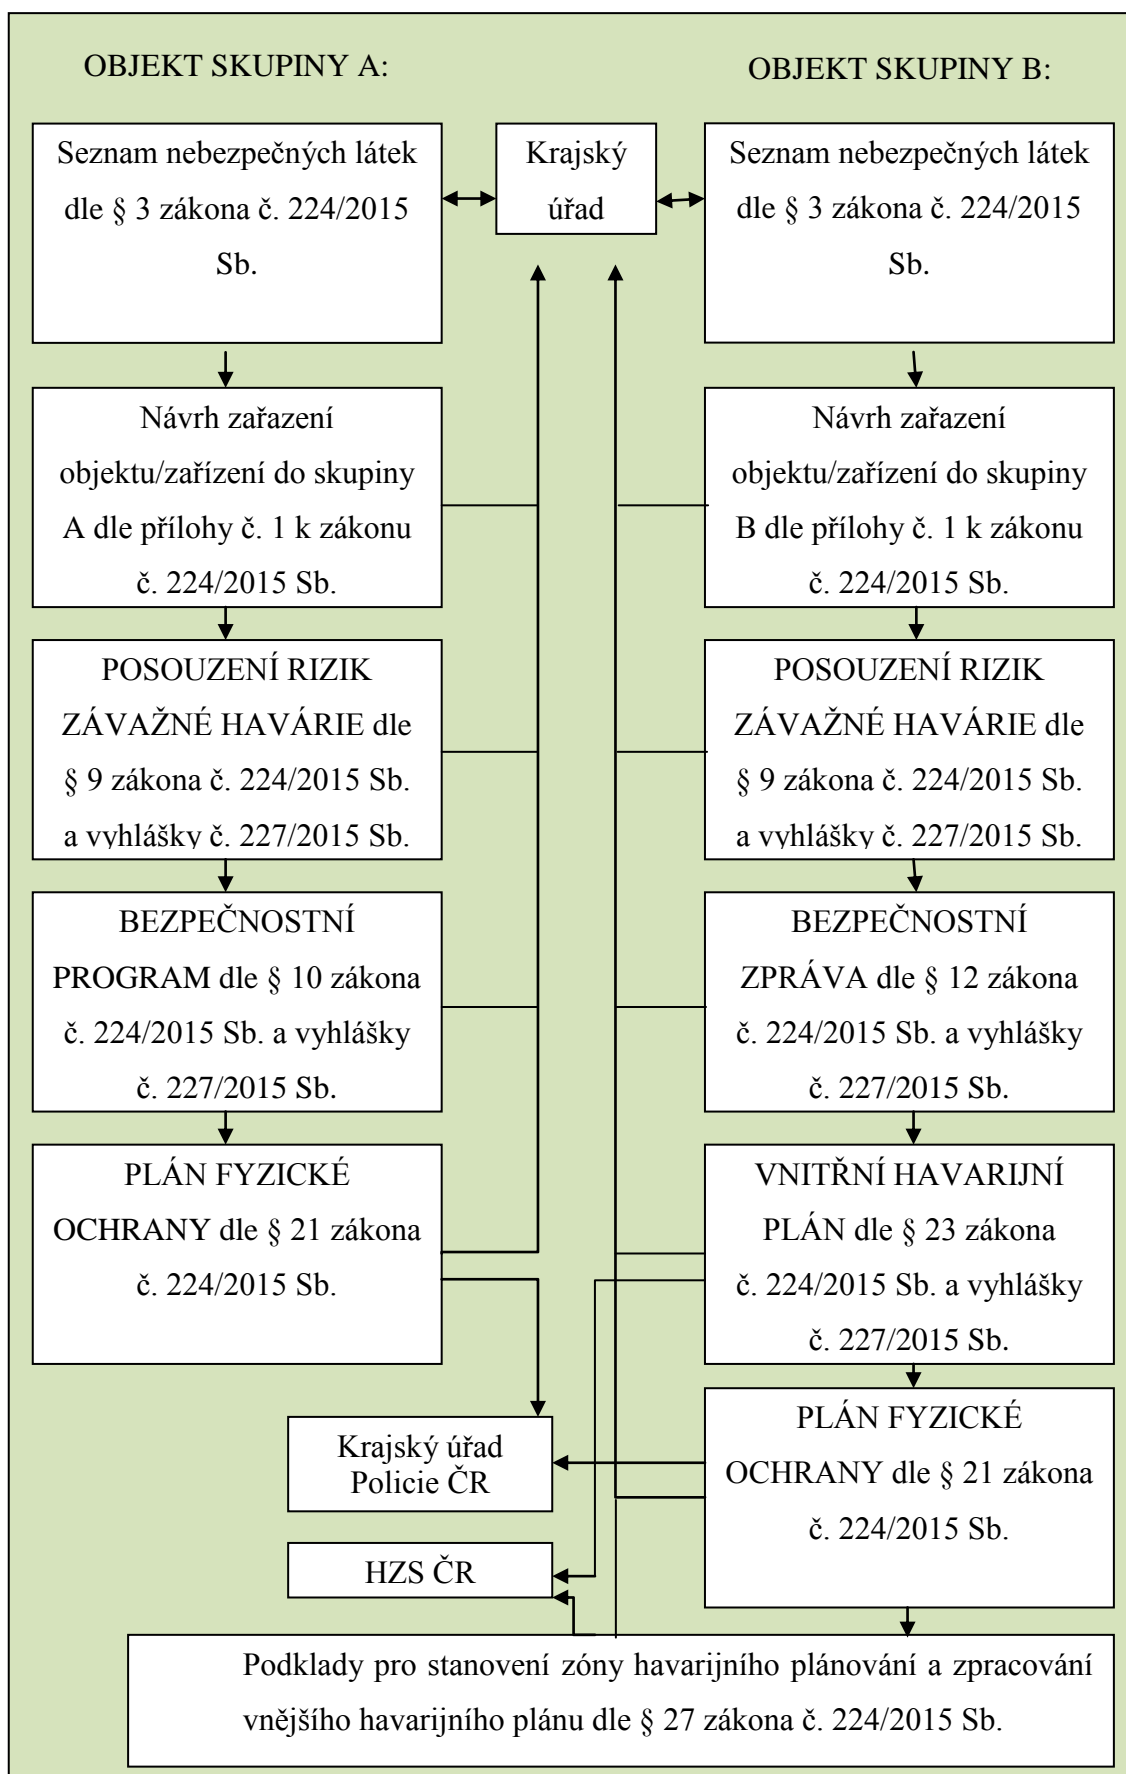 OBJEKT SKUPINY A:
Seznam nebezpečných látek
dle § 3 zákona č. 224/2015
Sb.
Návrh zařazení
objektu/zařízení do skupiny
A dle přílohy č. 1 k zákonu
č. 224/2015 Sb.
POSOUZENÍ RIZIK
ZÁVAŽNÉ HAVÁRIE dle
§ 9 zákona č. 224/2015 Sb.
a vyhlášky č. 227/2015 Sb.
BEZPEČNOSTNÍ
PROGRAM dle § 10 zákona
č. 224/2015 Sb. a vyhlášky
č. 227/2015 Sb.
PLÁN FYZICKÉ
OCHRANY dle § 21 zákona
č. 224/2015 Sb.
Krajský
úřad
OBJEKT SKUPINY B:
Seznam nebezpečných látek
dle § 3 zákona č. 224/2015
Sb.
Návrh zařazení
objektu/zařízení do skupiny
B dle přílohy č. 1 k zákonu
č. 224/2015 Sb.
POSOUZENÍ RIZIK
ZÁVAŽNÉ HAVÁRIE dle
§ 9 zákona č. 224/2015 Sb.
a vyhlášky č. 227/2015 Sb.
BEZPEČNOSTNÍ
ZPRÁVA dle § 12 zákona
č. 224/2015 Sb. a vyhlášky
č. 227/2015 Sb.
VNITŘNÍ HAVARIJNÍ
PLÁN dle § 23 zákona
č. 224/2015 Sb. a vyhlášky
č. 227/2015 Sb.
PLÁN FYZICKÉ
OCHRANY dle § 21 zákona
č. 224/2015 Sb.
Krajský úřad
Policie ČR
HZS ČR
Podklady pro stanovení zóny havarijního plánování a zpracování
vnějšího havarijního plánu dle § 27 zákona č. 224/2015 Sb.